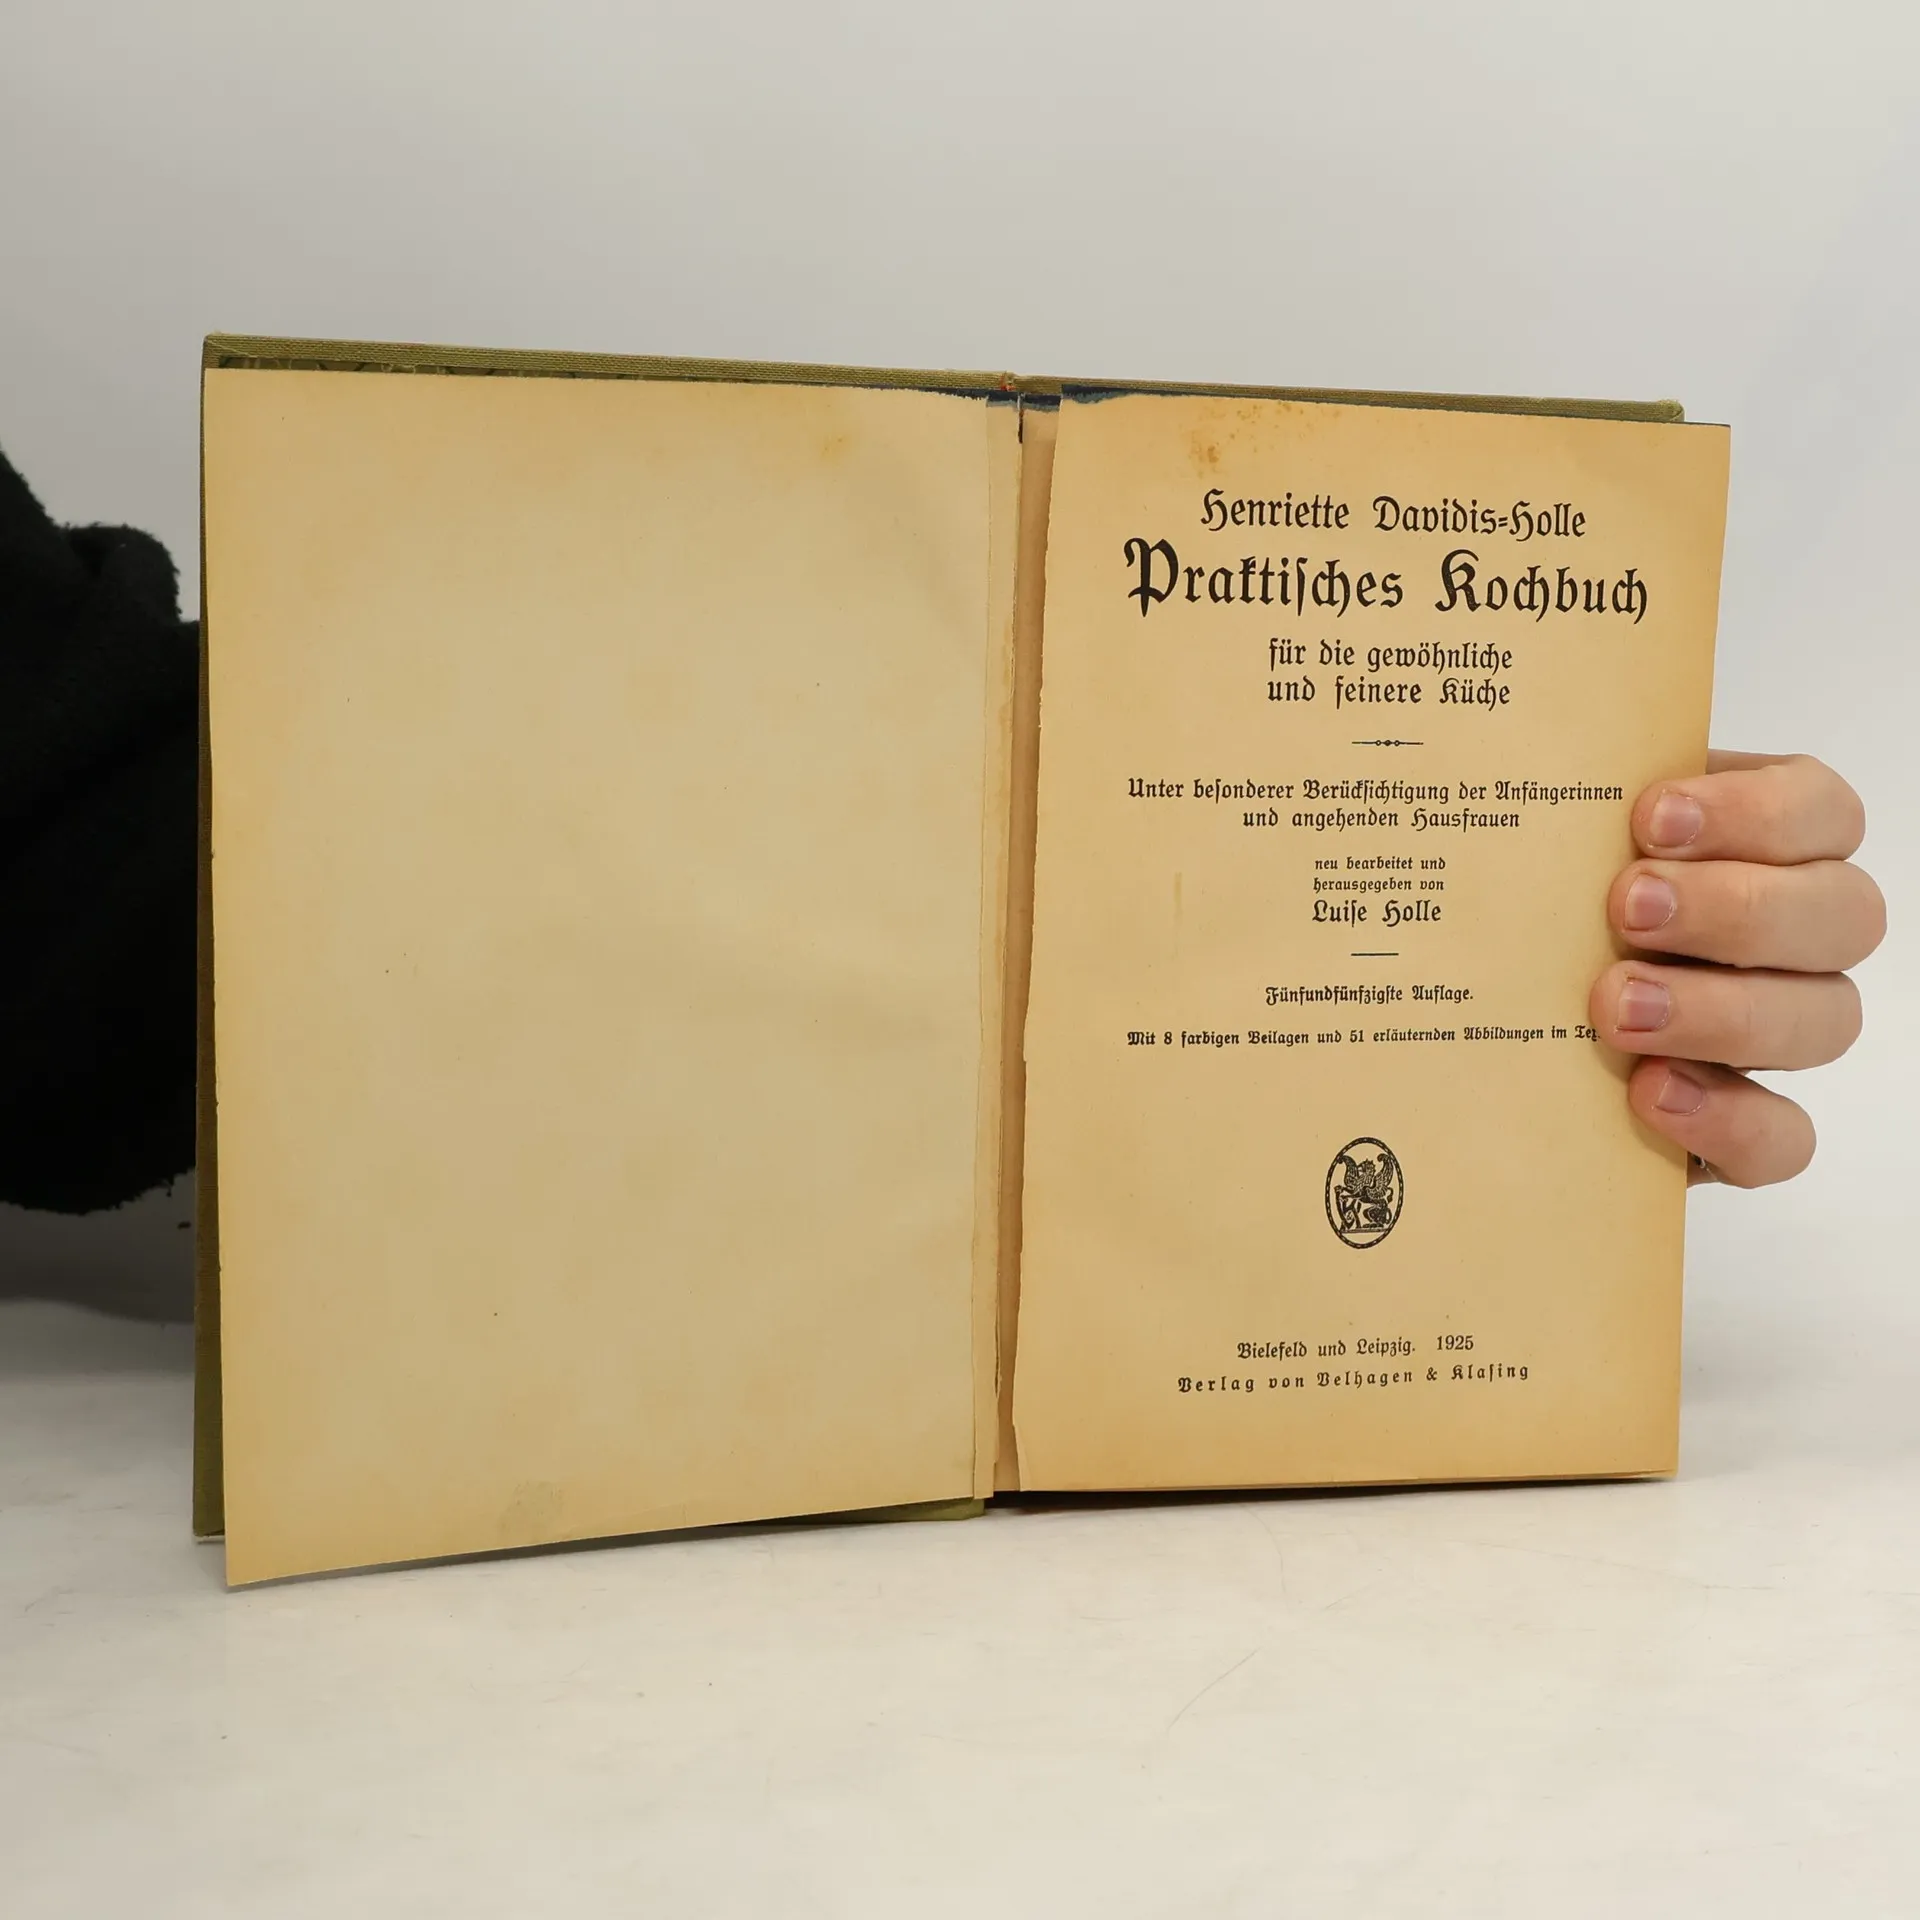 Henriette Davidis-Holle
Praktiſches Kochbuch
für die gewöhnliche
und feinere Küche
Unter beſonderer Berückſichtigung der Anfängerinnen
und angehenden Hausfrauen
neu bearbeitet und
herausgegeben von
Luiſe Holle
Fünfundfünfzigſte Auflage.
Mit 8 farbigen Beilagen und 51 erläuternden Abbildungen im
Bielefeld und Leipzig. 1925
Verlag von Velhagen & Klaſing